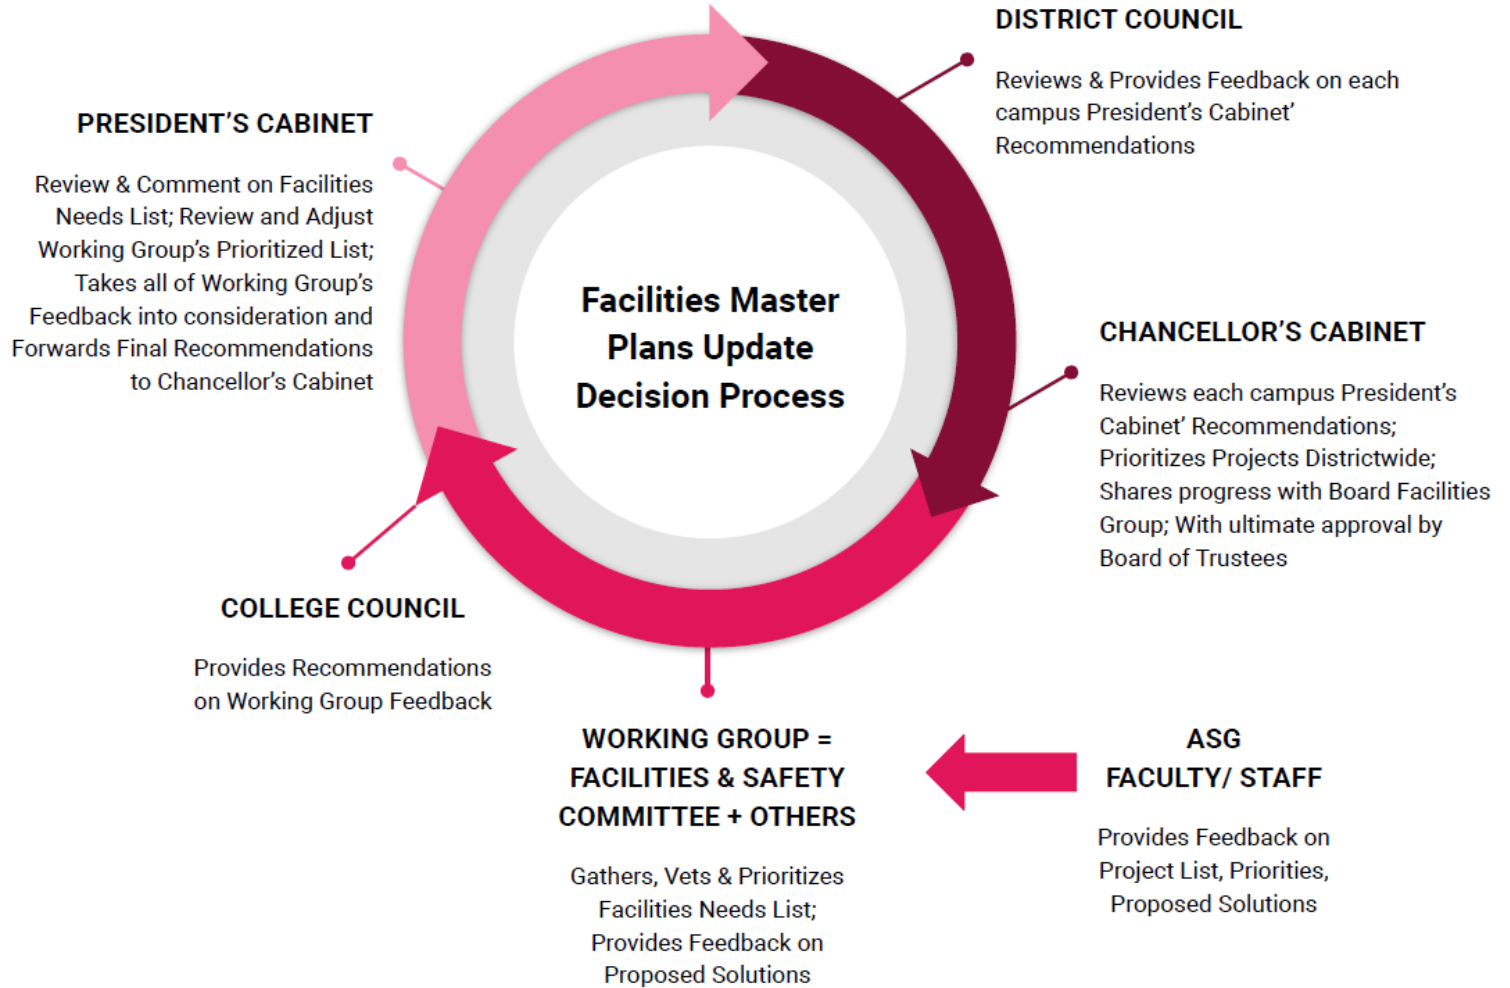 Facilities Master
Plans Update
Decision Process
DISTRICT COUNCIL
Reviews & Provides Feedback on each
campus President's Cabinet'
Recommendations
CHANCELLOR'S CABINET
Reviews each campus President's
Cabinet' Recommendations;
Prioritizes Projects Districtwide;
Shares progress with Board Facilities
Group; With ultimate approval by
Board of Trustees
ASG
FACULTY/ STAFF
Provides Feedback on
Project List, Priorities,
Proposed Solutions
WORKING GROUP =
FACILITIES & SAFETY
COMMITTEE + OTHERS
Gathers, Vets & Prioritizes
Facilities Needs List;
Provides Feedback on
Proposed Solutions
COLLEGE COUNCIL
Provides Recommendations
on Working Group Feedback
PRESIDENT'S CABINET
Review & Comment on Facilities
Needs List; Review and Adjust
Working Group's Prioritized List;
Takes all of Working Group's
Feedback into consideration and
Forwards Final Recommendations
to Chancellor's Cabinet